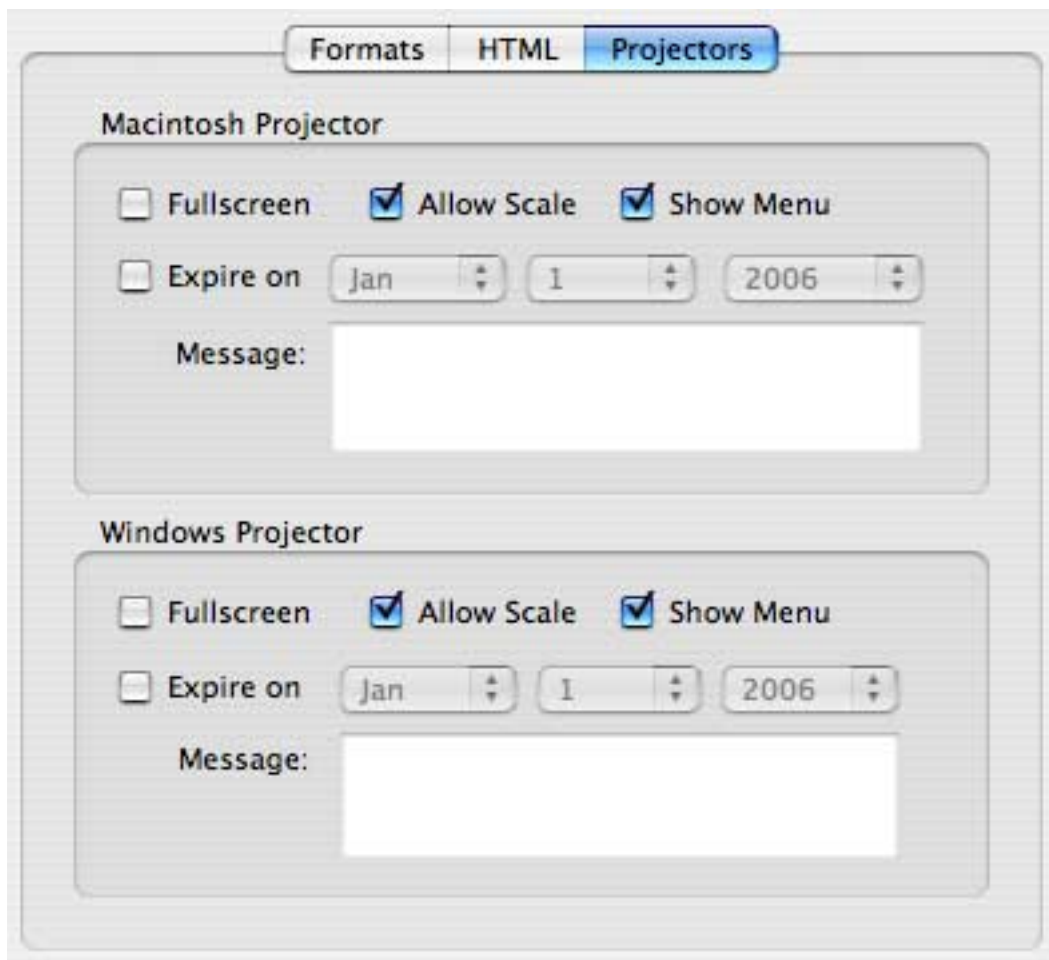 Formats HTML Projectors
Macintosh Projector
Fullscreen Allow Scale Show Menu
Expire on Jan 1 2006
Message:
Windows Projector
Fullscreen Allow Scale Show Menu
Expire on Jan 1 2006
Message: